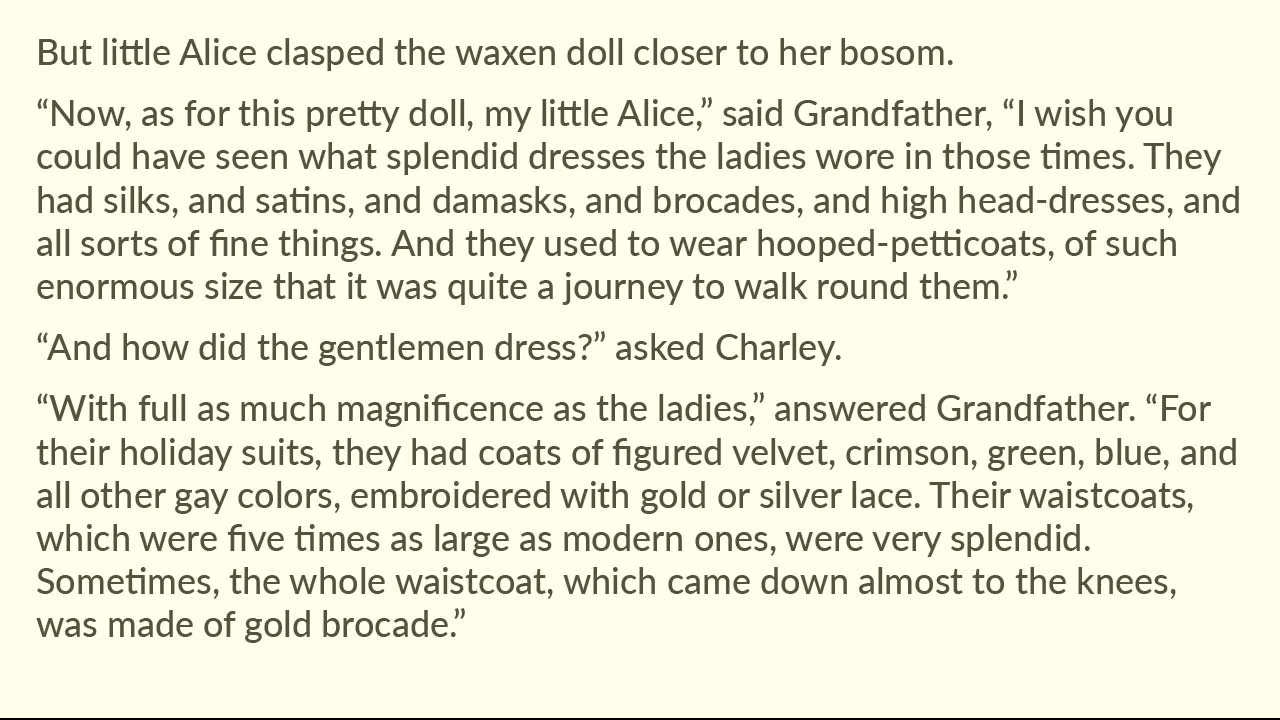 But little Alice clasped the waxen doll closer to her bosom.
“Now, as for this pretty doll, my little Alice,” said Grandfather, “I wish you
could have seen what splendid dresses the ladies wore in those times. They
had silks, and satins, and damasks, and brocades, and high head-dresses, and
all sorts of fine things. And they used to wear hooped-petticoats, of such
enormous size that it was quite a journey to walk round them.”
“And how did the gentlemen dress?” asked Charley.
“With full as much magnificence as the ladies,” answered Grandfather. “For
their holiday suits, they had coats of figured velvet, crimson, green, blue, and
all other gay colors, embroidered with gold or silver lace. Their waistcoats,
which were five times as large as modern ones, were very splendid.
Sometimes, the whole waistcoat, which came down almost to the knees,
was made of gold brocade.”